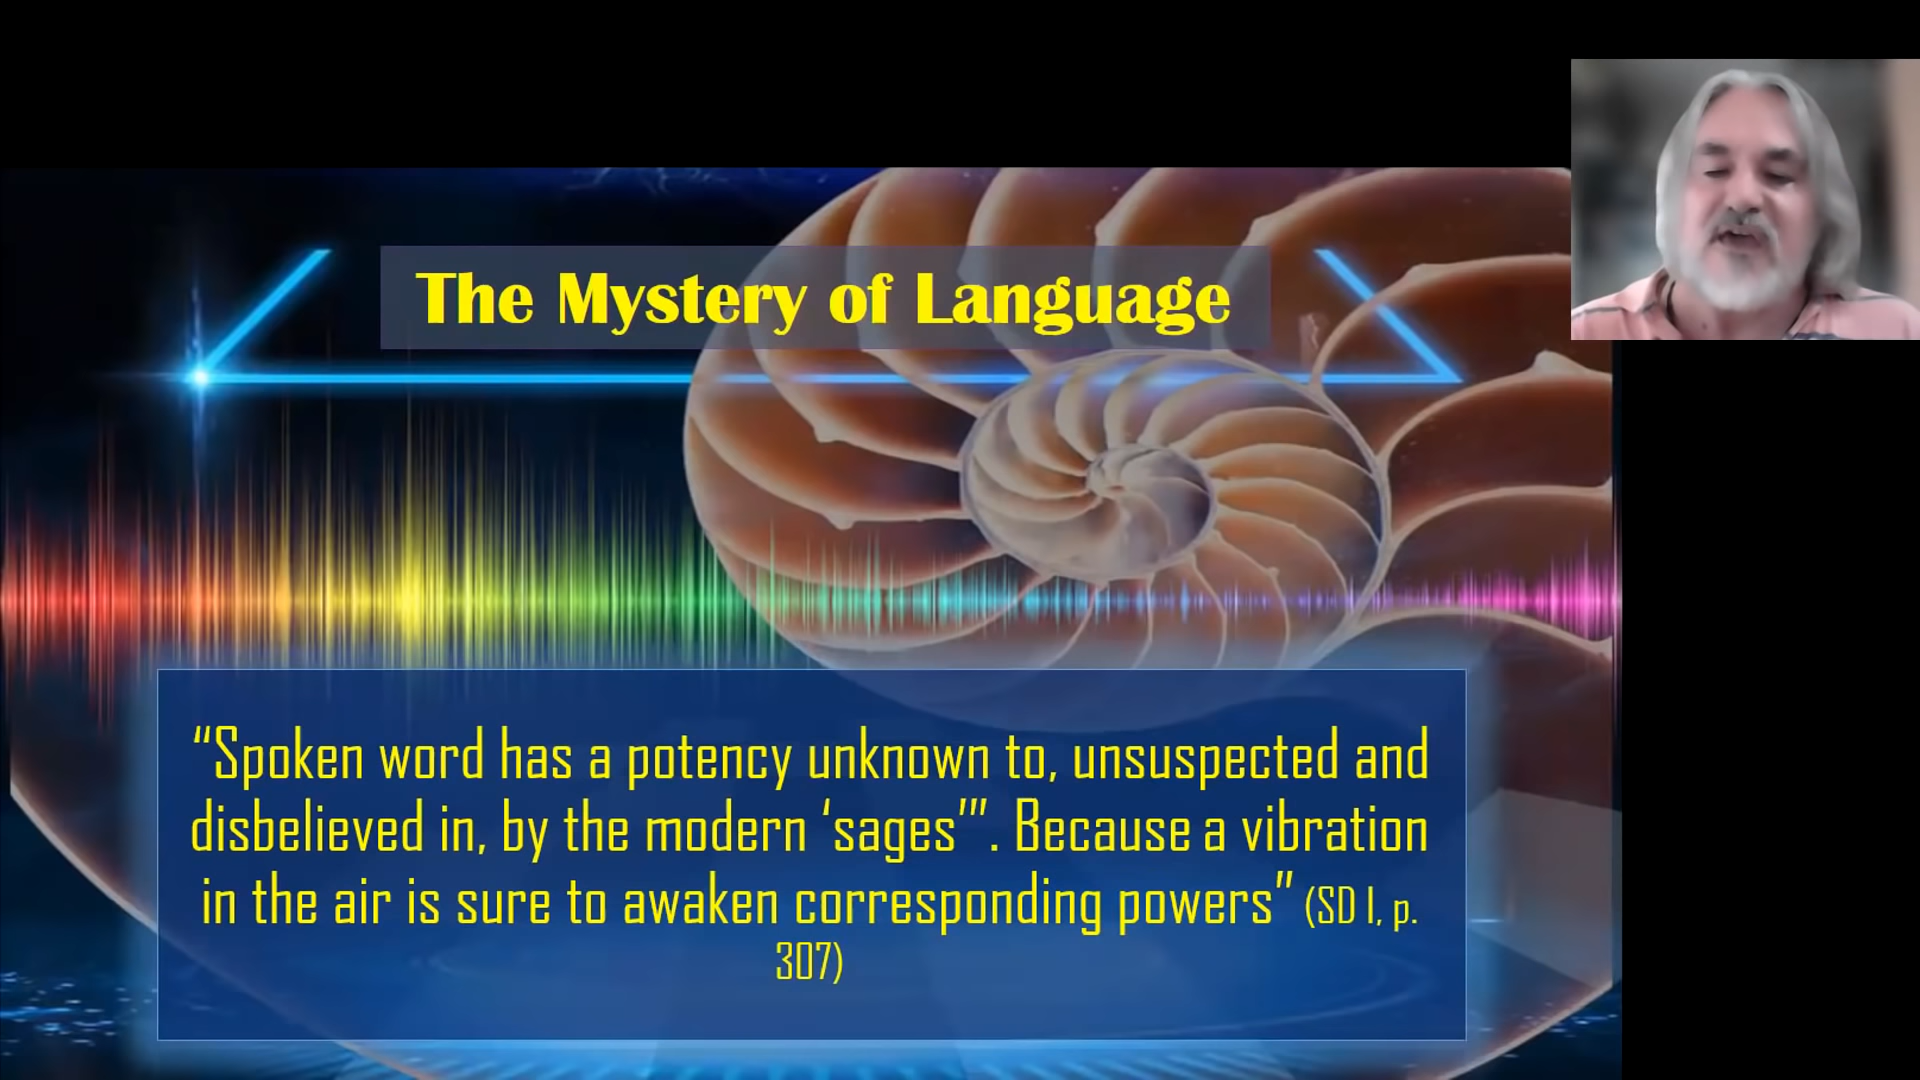 The Mystery of Language
“Spoken word has a potency unknown to, unsuspected and
disbelieved in, by the modern ‘sages’”. Because a vibration
in the air is sure to awaken corresponding powers” (SD I, p.
307)